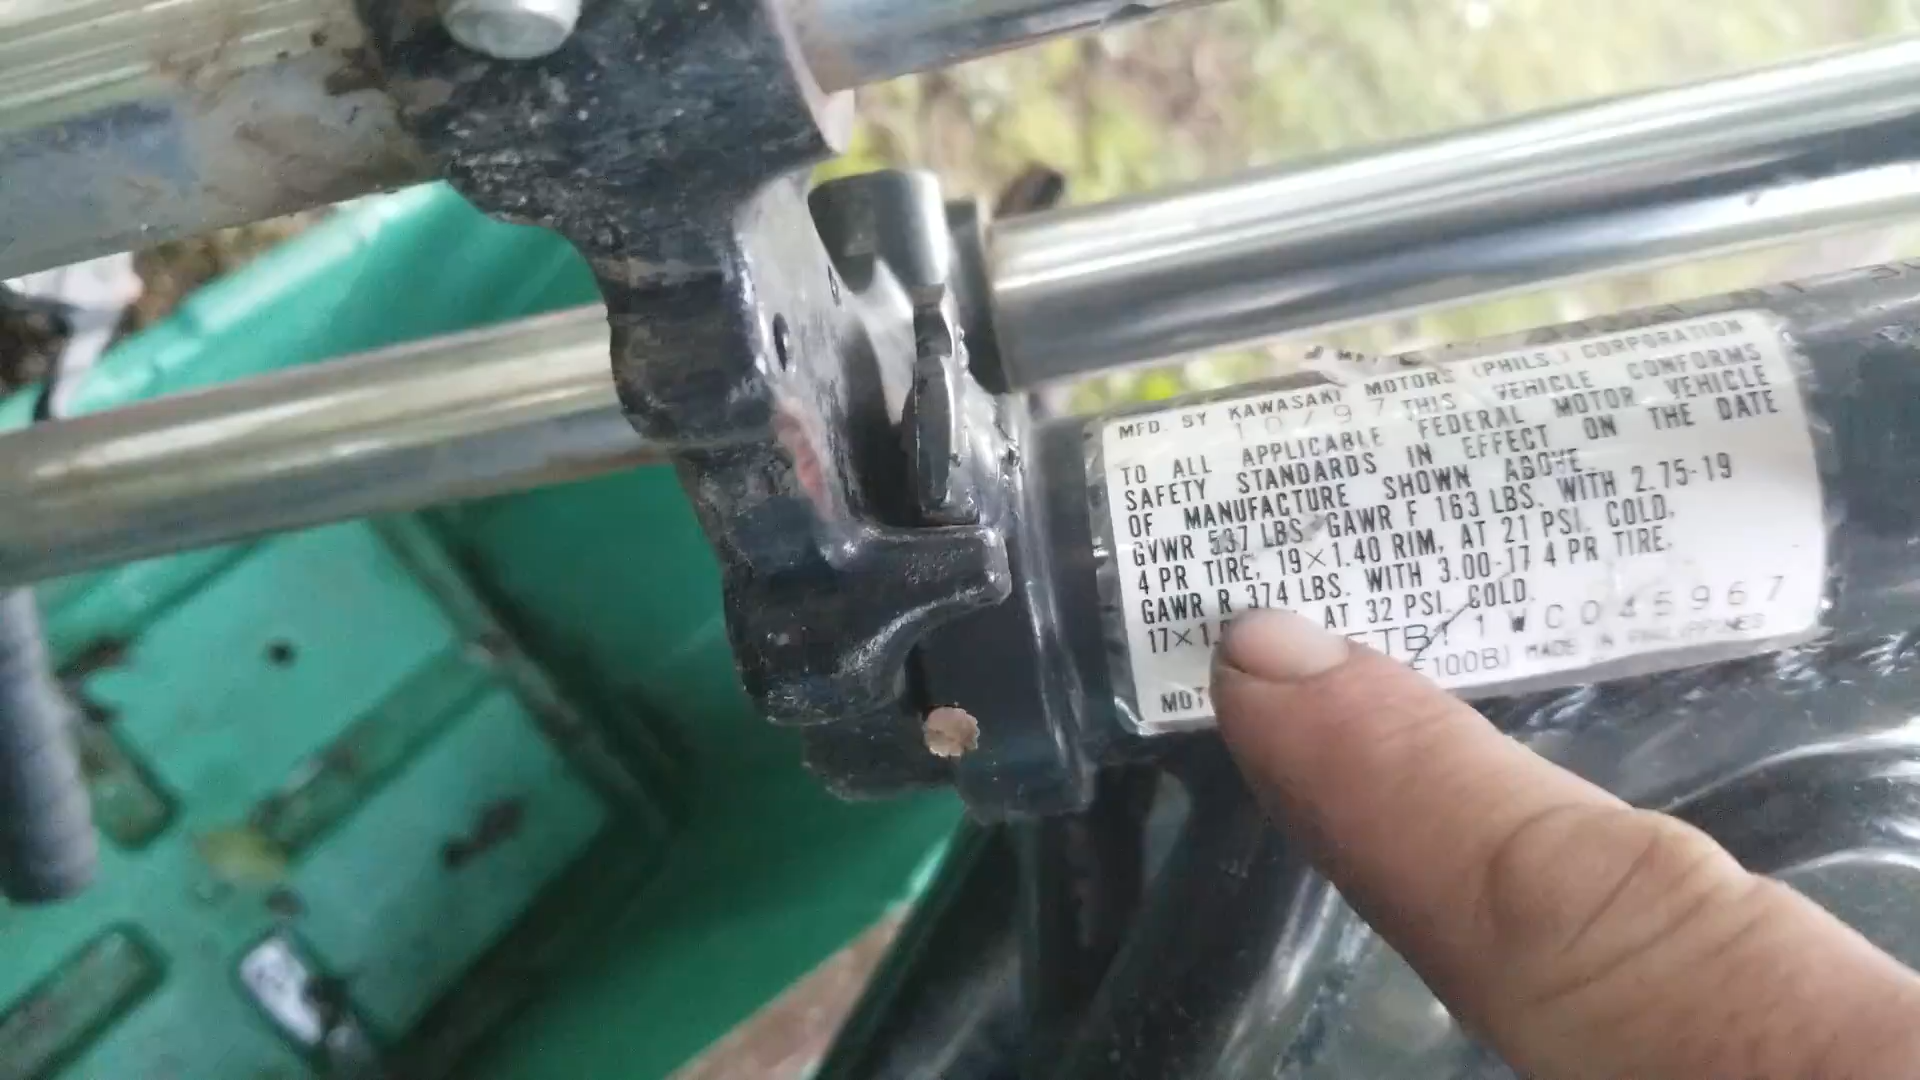 MFD. BY KAWASAKI MOTORS (PHILS.) CORPORATION
10/97 THIS VEHICLE CONFORMS
TO ALL APPLICABLE FEDERAL MOTOR VEHICLE
SAFETY STANDARDS IN EFFECT ON THE DATE
OF MANUFACTURE SHOWN ABOVE
GVWR 537 LBS. GAWR F 163 LBS. WITH 2.75-19
4 PR TIRE, 19×1.40 RIM, AT 21 PSI. COLD.
GAWR R 374 LBS. WITH 3.00-17 4 PR TIRE.
AT 32 PSI. COLD.
C045967
E100B) MADE IN PHILIPPINES